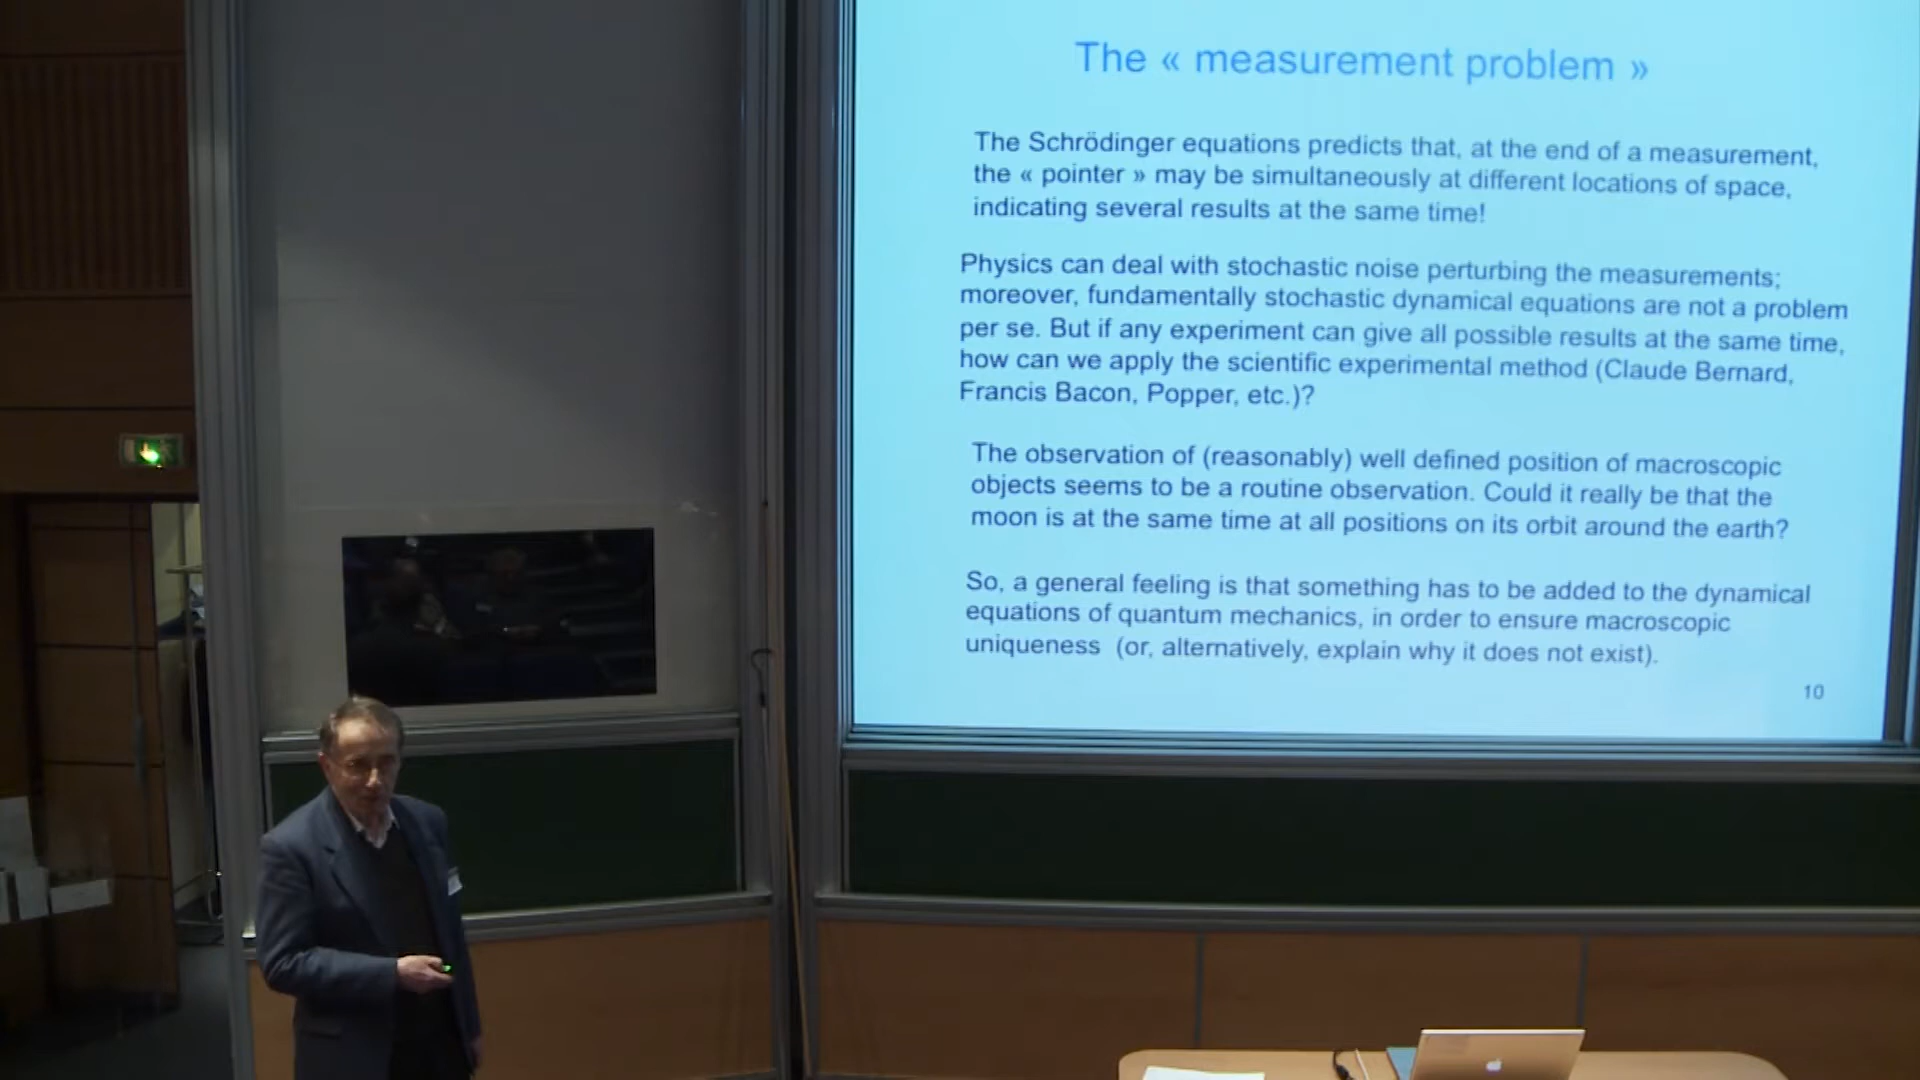 The « measurement problem »
The Schrödinger equations predicts that, at the end of a measurement,
the « pointer » may be simultaneously at different locations of space,
indicating several results at the same time!
Physics can deal with stochastic noise perturbing the measurements;
moreover, fundamentally stochastic dynamical equations are not a problem
per se. But if any experiment can give all possible results at the same time,
how can we apply the scientific experimental method (Claude Bernard,
Francis Bacon, Popper, etc.)?
The observation of (reasonably) well defined position of macroscopic
objects seems to be a routine observation. Could it really be that the
moon is at the same time at all positions on its orbit around the earth?
So, a general feeling is that something has to be added to the dynamical
equations of quantum mechanics, in order to ensure macroscopic
uniqueness (or, alternatively, explain why it does not exist).
10